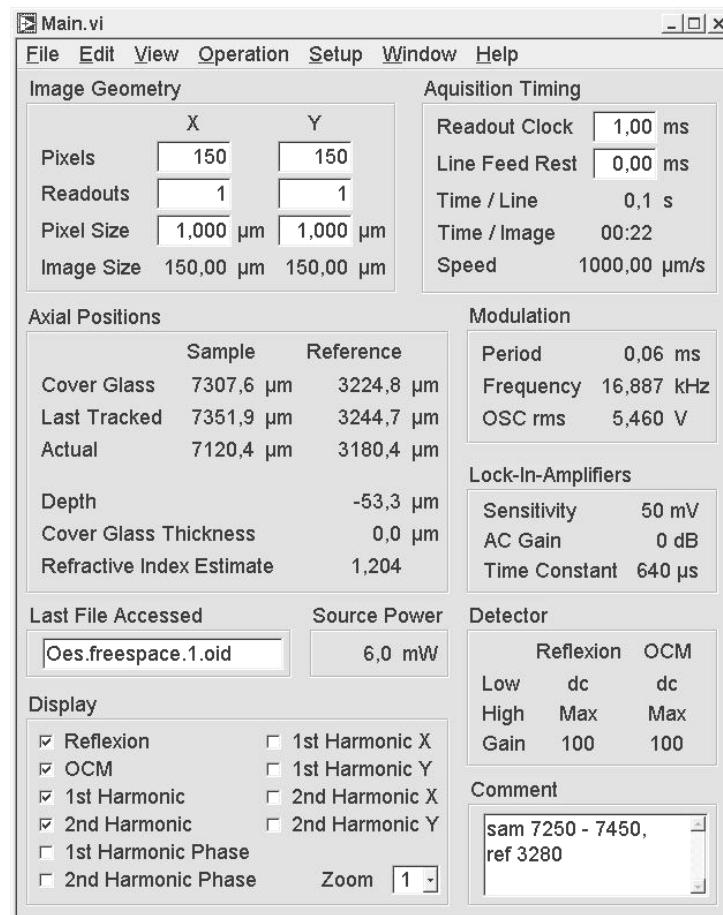 Main.vi
File Edit View Operation Setup Window Help
Image Geometry
X Y
Pixels 150 150
Readouts 1 1
Pixel Size 1,000 µm 1,000 µm
Image Size 150,00 µm 150,00 µm
Aquisition Timing
Readout Clock 1,00 ms
Line Feed Rest 0,00 ms
Time / Line 0,1 s
Time / Image 00:22
Speed 1000,00 µm/s
Axial Positions
Sample Reference
Cover Glass 7307,6 µm 3224,8 µm
Last Tracked 7351,9 µm 3244,7 µm
Actual 7120,4 µm 3180,4 µm
Depth -53,3 µm
Cover Glass Thickness 0,0 µm
Refractive Index Estimate 1,204
Modulation
Period 0,06 ms
Frequency 16,887 kHz
OSC rms 5,460 V
Lock-In-Amplifiers
Sensitivity 50 mV
AC Gain 0 dB
Time Constant 640 µs
Last File Accessed
Oes.freespace.1.oid
Source Power
6,0 mW
Detector
Reflexion OCM
Low dc dc
High Max Max
Gain 100 100
Display
Reflexion 1st Harmonic X
OCM 1st Harmonic Y
1st Harmonic 2nd Harmonic X
2nd Harmonic 2nd Harmonic Y
1st Harmonic Phase
2nd Harmonic Phase Zoom 1
Comment
sam 7250 - 7450,
ref 3280